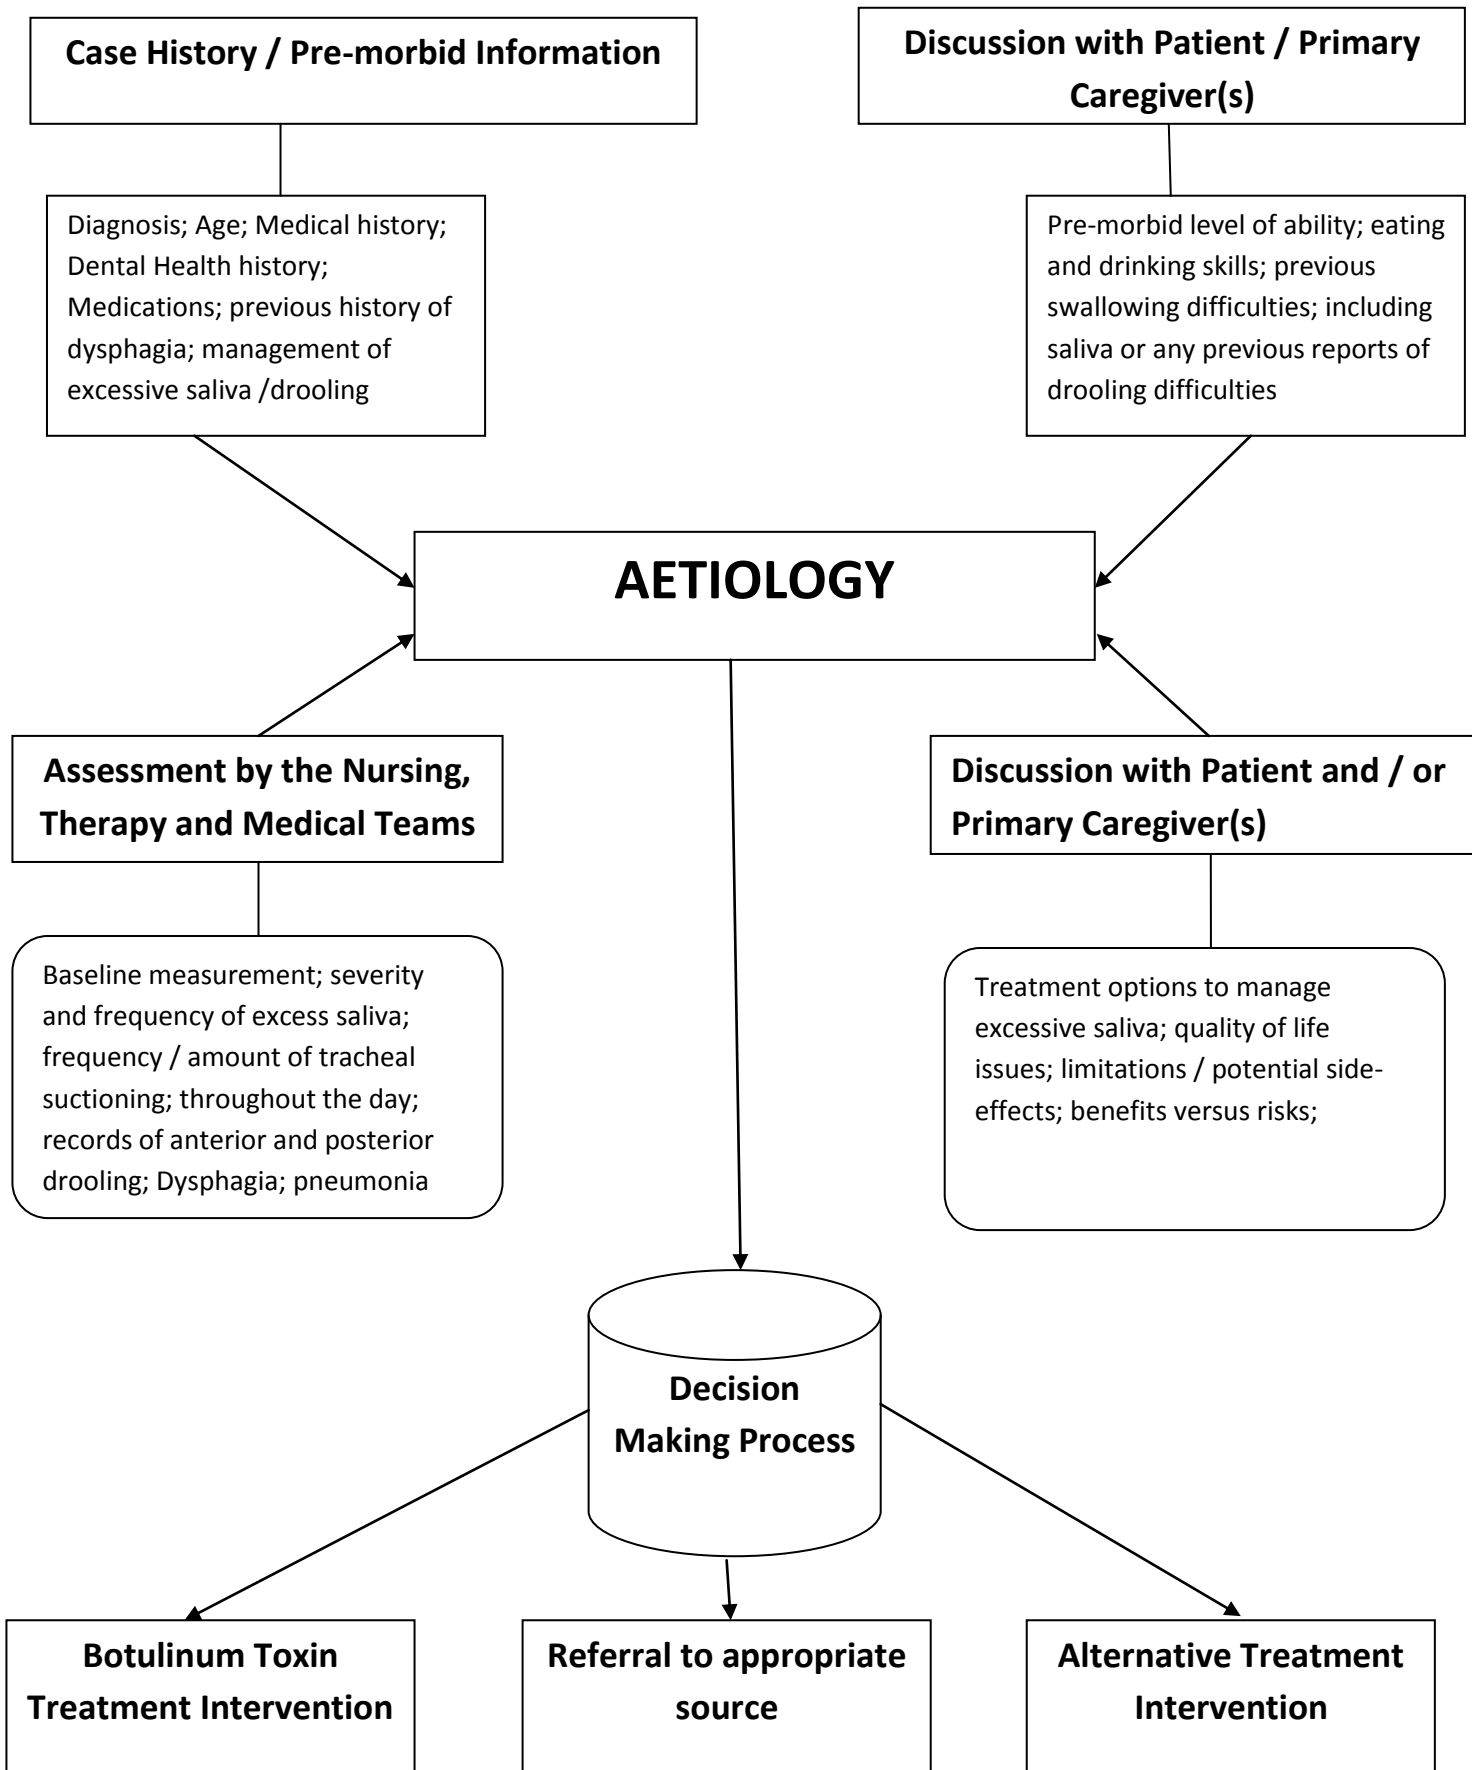 Case History / Pre-morbid Information
Discussion with Patient / Primary
Caregiver(s)
Diagnosis; Age; Medical history;
Dental Health history;
Medications; previous history of
dysphagia; management of
excessive saliva /drooling
Pre-morbid level of ability; eating
and drinking skills; previous
swallowing difficulties; including
saliva or any previous reports of
drooling difficulties
AETIOLOGY
Assessment by the Nursing,
Therapy and Medical Teams
Discussion with Patient and / or
Primary Caregiver(s)
Baseline measurement; severity
and frequency of excess saliva;
frequency / amount of tracheal
suctioning; throughout the day;
records of anterior and posterior
drooling; Dysphagia; pneumonia
Treatment options to manage
excessive saliva; quality of life
issues; limitations / potential side-
effects; benefits versus risks;
Decision
Making Process
Botulinum Toxin
Treatment Intervention
Referral to appropriate
source
Alternative Treatment
Intervention